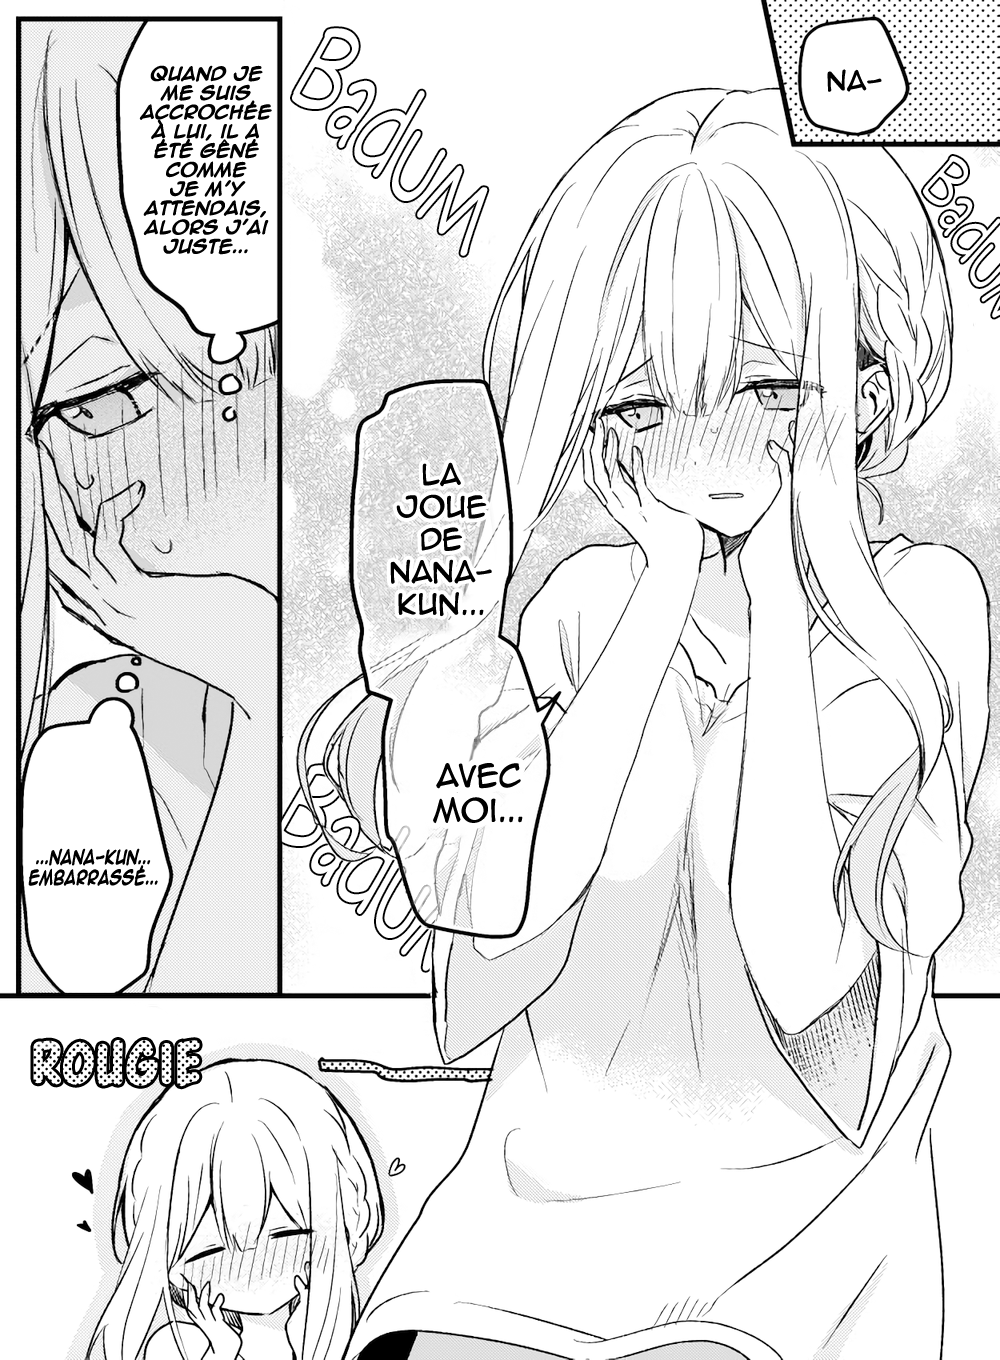 NA-
Badum
Badum
LA
JOUE
DE
NANA-
KUN...
AVEC
MOI...
Badum
QUAND JE
ME SUIS
ACCROCHÉE
À LUI, IL A
ÉTÉ GÊNÉ
COMME
JE M'Y
ATTENDAIS,
ALORS J'AI
JUSTE...
...NANA-KUN...
EMBARRASSÉ...
ROUGIE